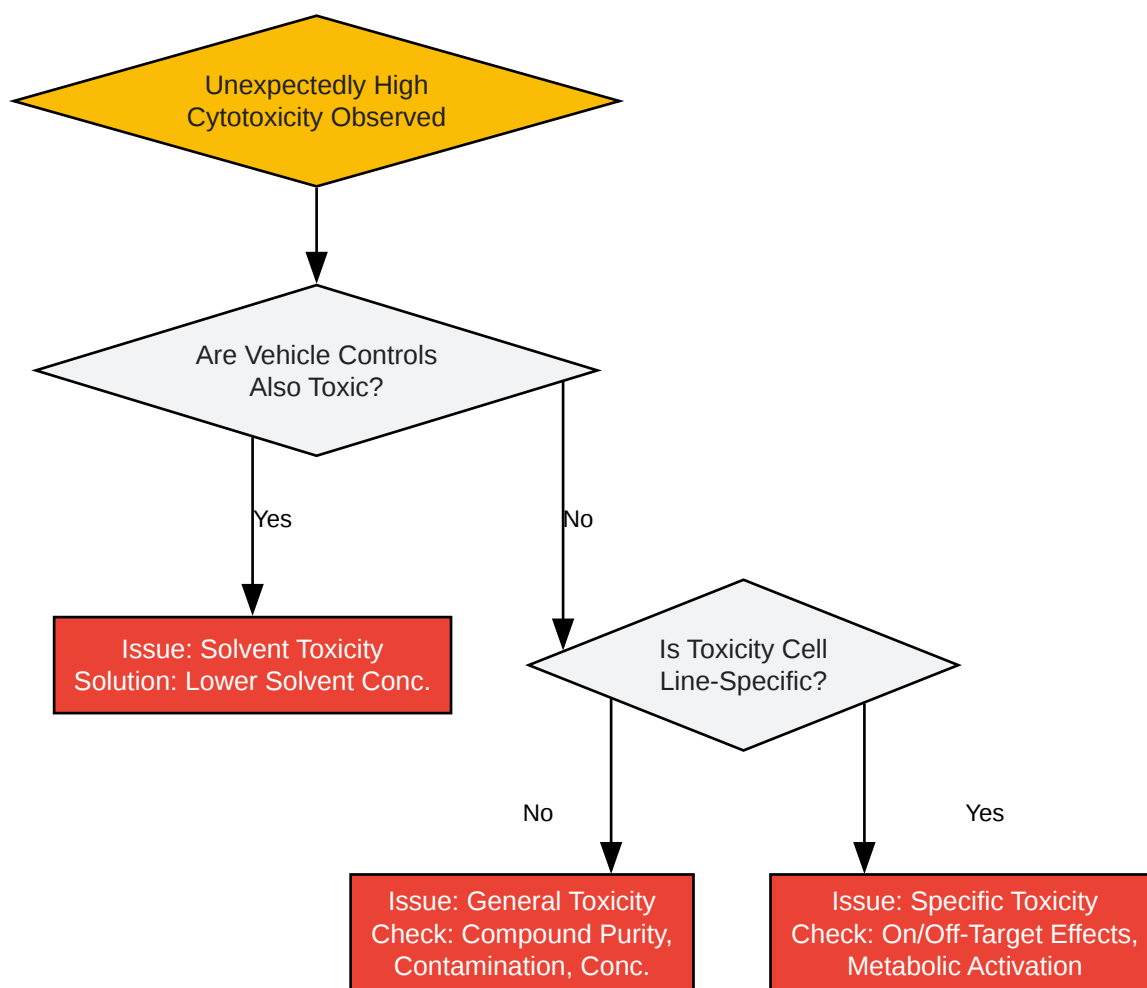 Unexpectedly High
Cytotoxicity Observed
Are Vehicle Controls
Also Toxic?
Yes
No
Issue: Solvent Toxicity
Solution: Lower Solvent Conc.
Is Toxicity Cell
Line-Specific?
No
Yes
Issue: General Toxicity
Check: Compound Purity,
Contamination, Conc.
Issue: Specific Toxicity
Check: On/Off-Target Effects,
Metabolic Activation